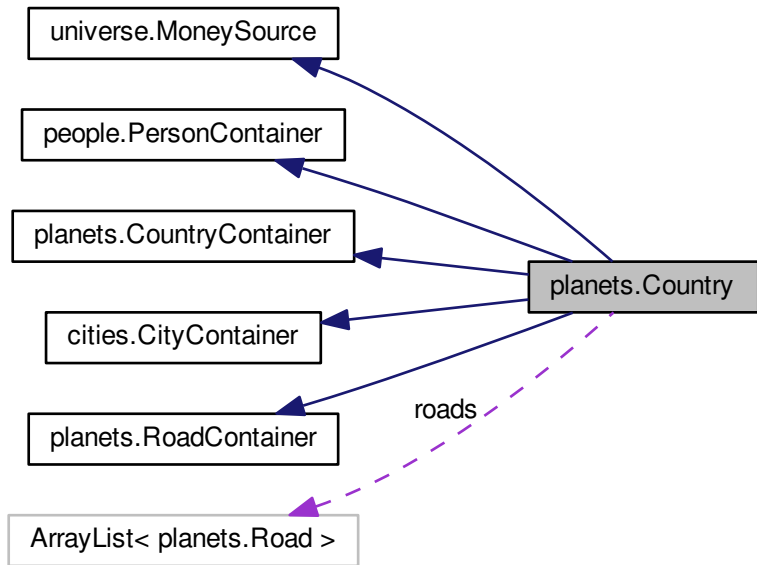 universe.MoneySource
people.PersonContainer
planets.CountryContainer
planets.Country
cities.CityContainer
roads
planets.RoadContainer
ArrayList< planets.Road >